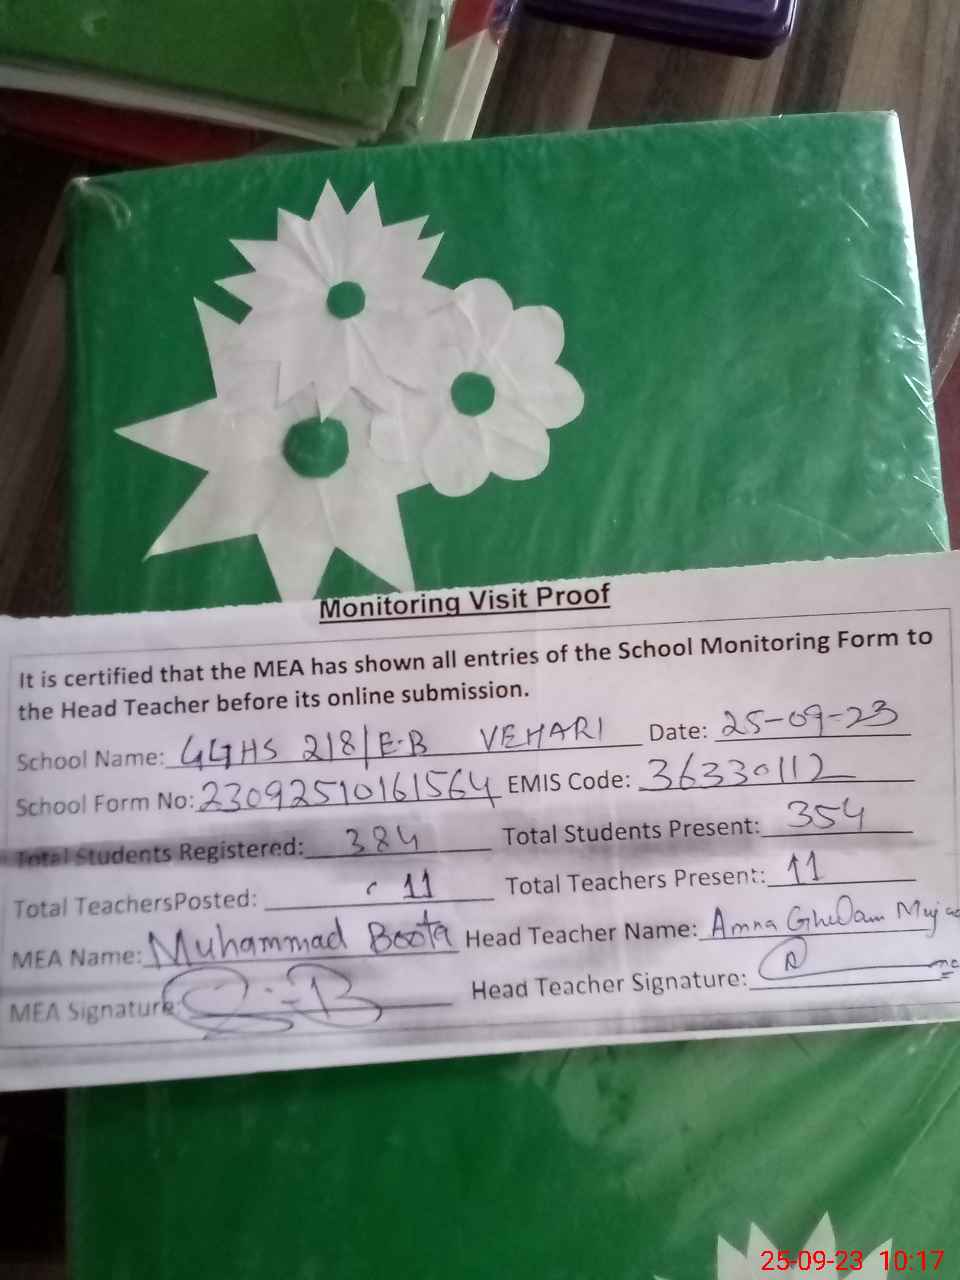 Monitoring Visit Proof
It is certified that the MEA has shown all entries of the School Monitoring Form to
the Head Teacher before its online submission.
School Name: GGHS 218/E-B VEHARI Date: 25-09-23
School Form No: 23092510161564 EMIS Code: 36330112
Total Students Registered: 384 Total Students Present: 354
Total TeachersPosted: 11 Total Teachers Present: 11
MEA Name: Muhammad Boota Head Teacher Name: Amna Ghulam
MEA Signature: Head Teacher Signature:
25-09-23 10:17